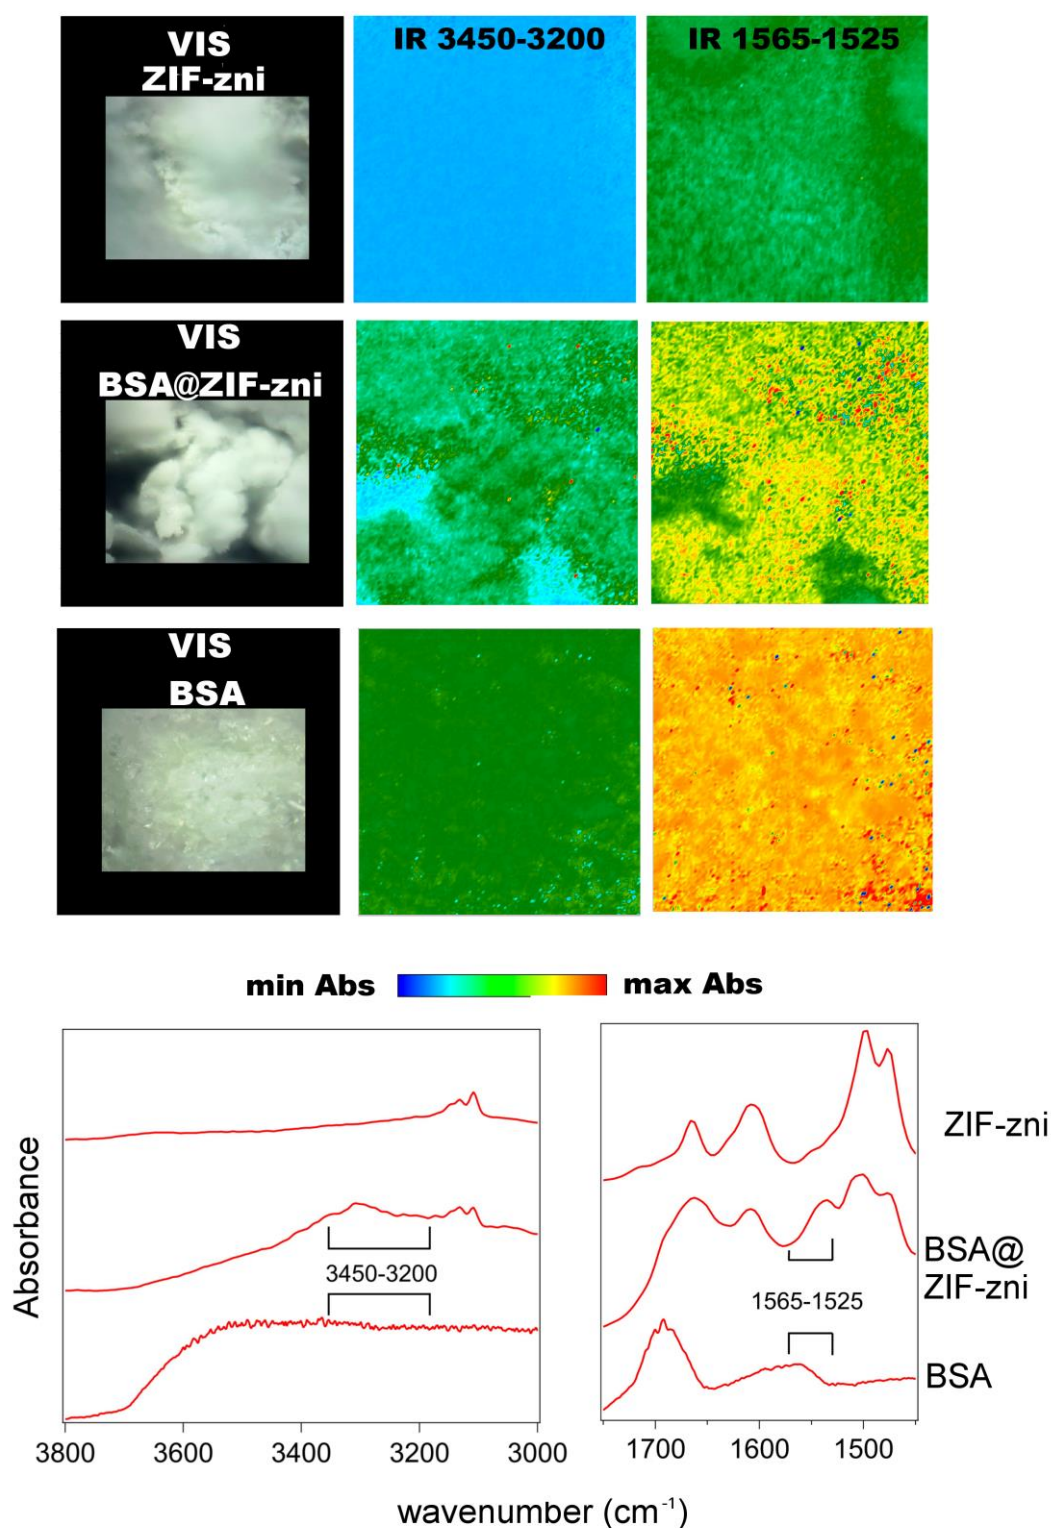 VIS
ZIF-zni
IR 3450-3200
IR 1565-1525
VIS
BSA@ZIF-zni
VIS
BSA
min Abs
max Abs
Absorbance
3450-3200
3800
3600
3400
3200
3000
ZIF-zni
BSA@
ZIF-zni
1565-1525
BSA
1700
1600
1500
wavenumber (cm⁻¹)